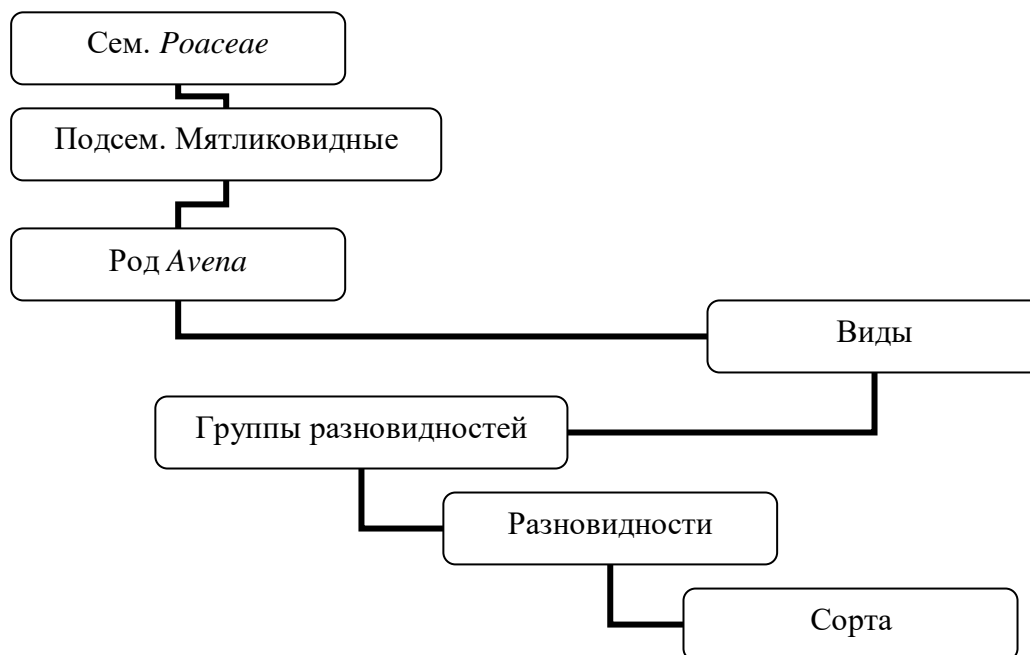 Сем. Poaceae
Подсем. Мятликовидные
Род Avena
Виды
Группы разновидностей
Разновидности
Сорта